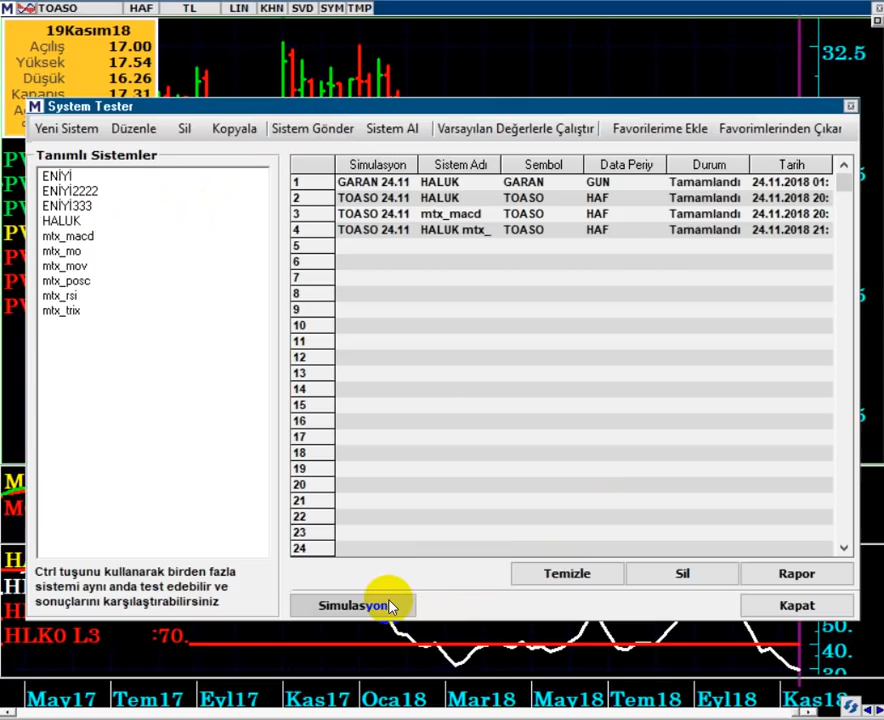 M TOASO HAF TL LIN KHN SVD SYM TMP
19Kasım18
Açılış 17.00
Yüksek 17.54
Düşük 16.26
Kapanış 17.31
32.5
M System Tester
Yeni Sistem Düzenle Sil Kopyala Sistem Gönder Sistem Al Varsayılan Değerlerle Çalıştır Favorilerime Ekle Favorimlerinden Çıkar
Tanımlı Sistemler
ENİYİ
ENİYİ2222
ENİYİ333
HALUK
mtx_macd
mtx_mo
mtx_mov
mtx_posc
mtx_rsi
mtx_trix
Simulasyon Sistem Adı Sembol Data Periy Durum Tarih
1 GARAN 24.11 HALUK GARAN GUN Tamamlandı 24.11.2018 01:
2 TOASO 24.11 HALUK TOASO HAF Tamamlandı 24.11.2018 20:
3 TOASO 24.11 mtx_macd TOASO HAF Tamamlandı 24.11.2018 20:
4 TOASO 24.11 HALUK mtx_ TOASO HAF Tamamlandı 24.11.2018 21:
5
6
7
8
9
10
11
12
13
14
15
16
17
18
19
20
21
22
23
24
Ctrl tuşunu kullanarak birden fazla
sistemi aynı anda test edebilir ve
sonuçlarını karşılaştırabilirsiniz
Temizle Sil Rapor
Simulasyon Kapat
HLK0 L3 :70.
50.
40.
30.
May17 Tem17 Eyl17 Kas17 Oca18 Mar18 May18 Tem18 Eyl18 Kas18